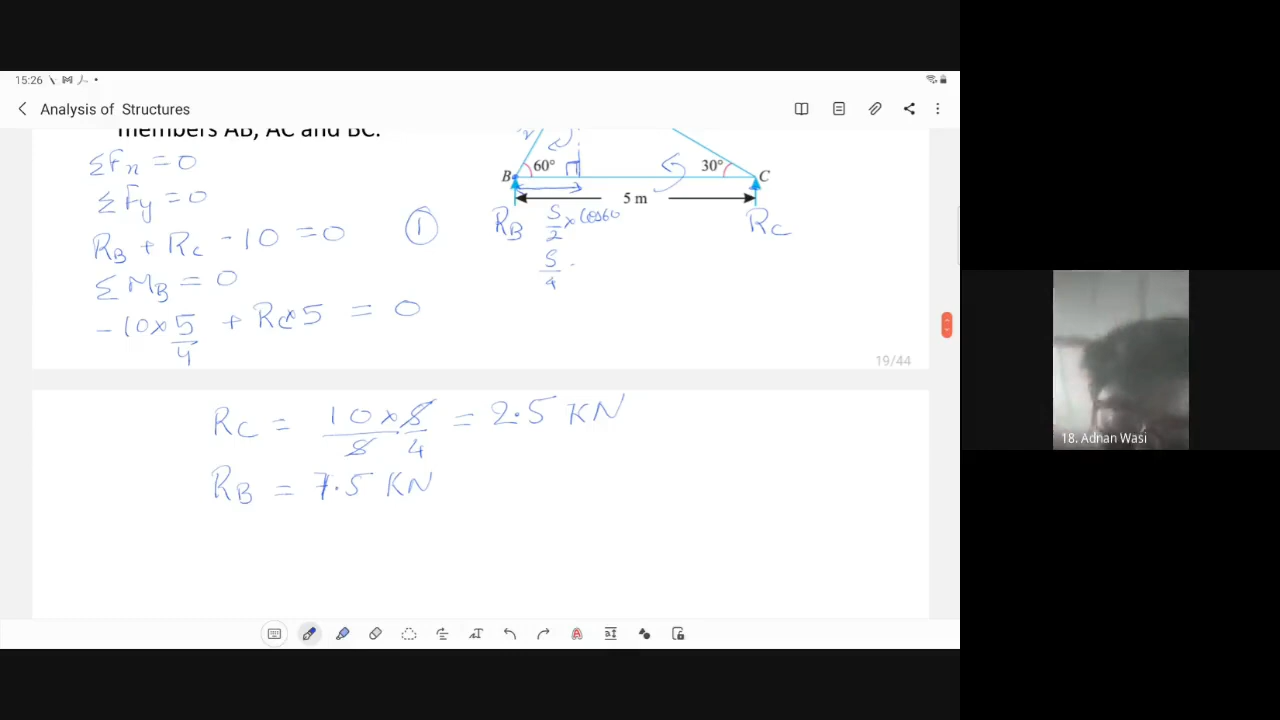 15:26
Analysis of Structures
members AB, AC and BC.
ΣFx = 0
ΣFy = 0
RB + RC - 10 = 0 ①
ΣMB = 0
-10 × 5/4 + RC × 5 = 0
B 60° 30° C
5 m
RB 5/2 × cos60 RC
5/4
19/44
RC = 10 × 5 / 5 · 4 = 2.5 KN
RB = 7.5 KN
18. Adnan Wasi